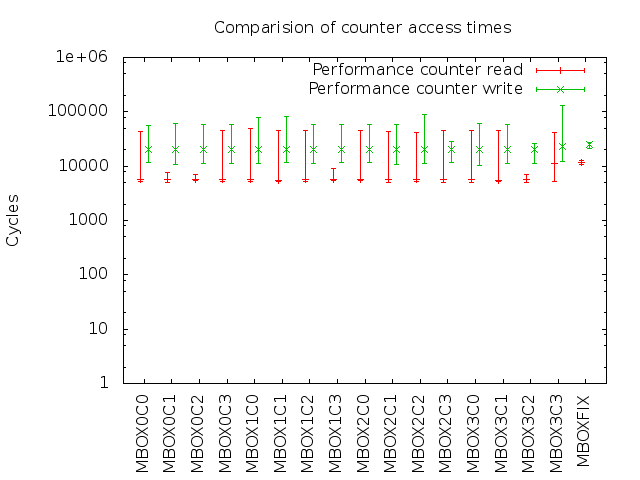 Comparision of counter access times
Performance counter read
Performance counter write
1e+06
100000
10000
1000
100
10
1
Cycles
MBOX0C0
MBOX0C1
MBOX0C2
MBOX0C3
MBOX1C0
MBOX1C1
MBOX1C2
MBOX1C3
MBOX2C0
MBOX2C1
MBOX2C2
MBOX2C3
MBOX3C0
MBOX3C1
MBOX3C2
MBOX3C3
MBOXFIX